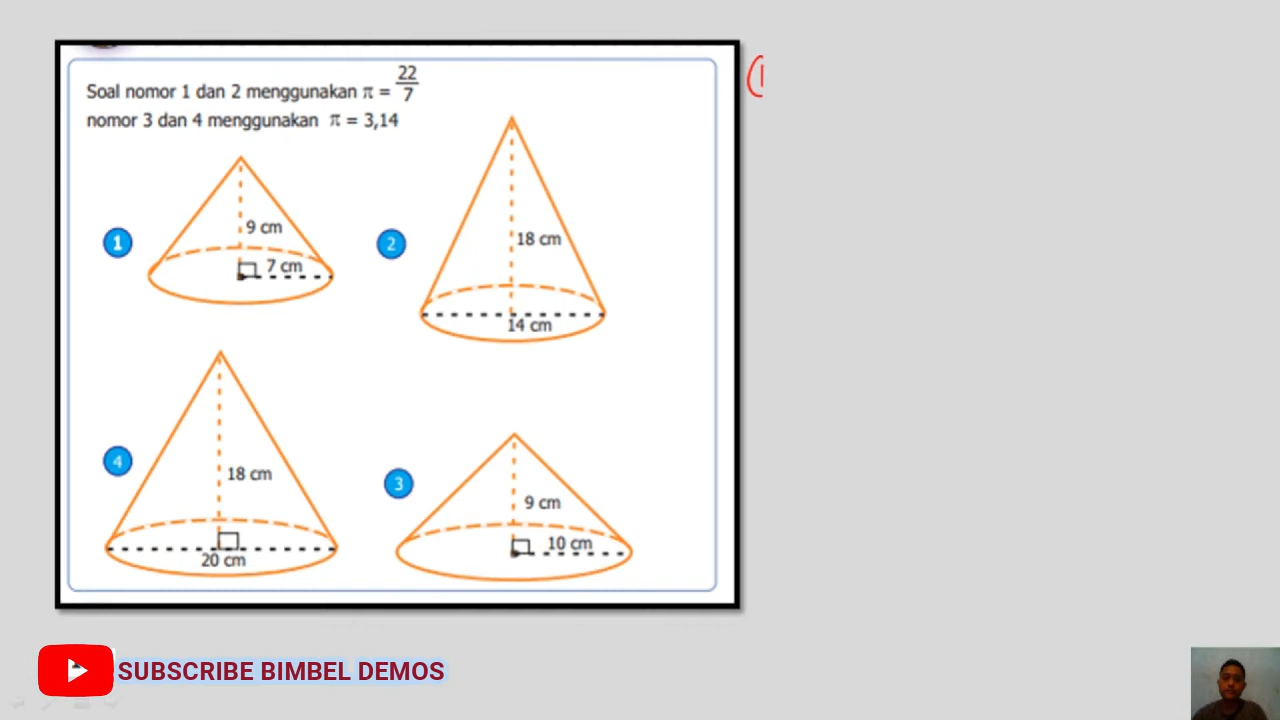 Soal nomor 1 dan 2 menggunakan π = 22/7
nomor 3 dan 4 menggunakan π = 3,14
1
9 cm
7 cm
2
18 cm
14 cm
4
18 cm
20 cm
3
9 cm
10 cm
SUBSCRIBE BIMBEL DEMOS